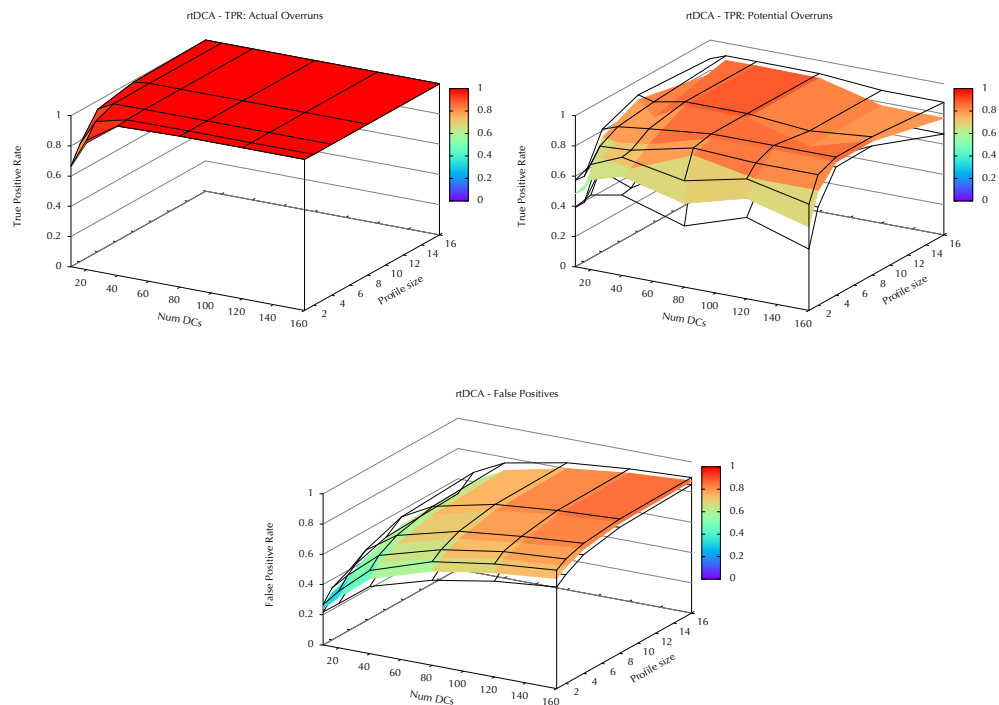 rtDCA - TPR: Actual Overruns
True Positive Rate
1
0.8
0.6
0.4
0.2
0
20 40 60 80 100 120 140 160
Num DCs
2 4 6 8 10 12 14 16
Profile size
1
0.8
0.6
0.4
0.2
0
rtDCA - TPR: Potential Overruns
True Positive Rate
1
0.8
0.6
0.4
0.2
0
20 40 60 80 100 120 140 160
Num DCs
2 4 6 8 10 12 14 16
Profile size
1
0.8
0.6
0.4
0.2
0
rtDCA - False Positives
False Positive Rate
1
0.8
0.6
0.4
0.2
0
20 40 60 80 100 120 140 160
Num DCs
2 4 6 8 10 12 14 16
Profile size
1
0.8
0.6
0.4
0.2
0